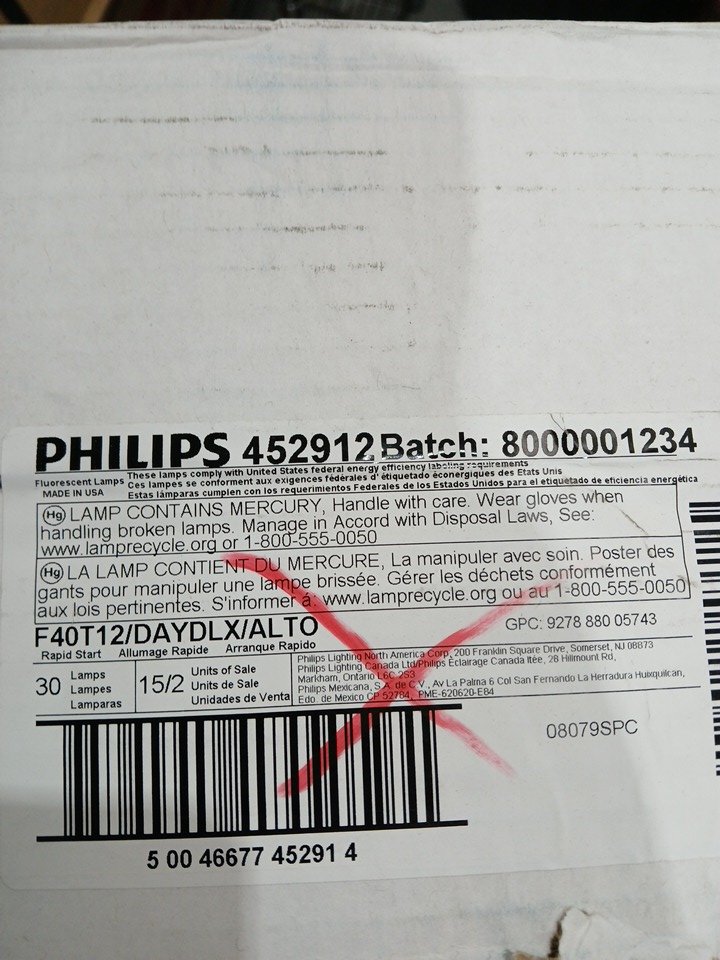 PHILIPS 452912 Batch: 8000001234
Fluorescent Lamps
MADE IN USA
These lamps comply with United States federal energy efficiency labeling requirements
Ces lampes se conforment aux exigences fédérales d'étiquetado éconergiques des Etats Unis
Estas lámparas cumplen con los requerimientos Federales de los Estados Unidos para el etiquetado de eficiencia energética
Hg LAMP CONTAINS MERCURY, Handle with care. Wear gloves when
handling broken lamps. Manage in Accord with Disposal Laws, See:
www.lamprecycle.org or 1-800-555-0050
Hg LA LAMP CONTIENT DU MERCURE, La manipuler avec soin. Poster des
gants pour manipuler une lampe brissée. Gérer les déchets conformément
aux lois pertinentes. S'informer á: www.lamprecycle.org ou au 1-800-555-0050
F40T12/DAYDLX/ALTO
GPC: 9278 880 05743
Rapid Start Allumage Rapide Arranque Rapido
30 Lamps
Lampes
Lamparas
15/2 Units of Sale
Units de Sale
Unidades de Venta
Philips Lighting North America Corp, 200 Franklin Square Drive, Somerset, NJ 08873
Philips Lighting Canada Ltd/Philips Eclairage Canada ltée, 28 Hillmount Rd,
Markham, Ontario L6C 2S3
Philips Mexicana, S.A. de C.V., Av La Palma 6 Col San Fernando La Herradura Huixquilcan,
Edo. de Mexico CP 52784, PME-620620-E84
08079SPC
5 00 46677 45291 4